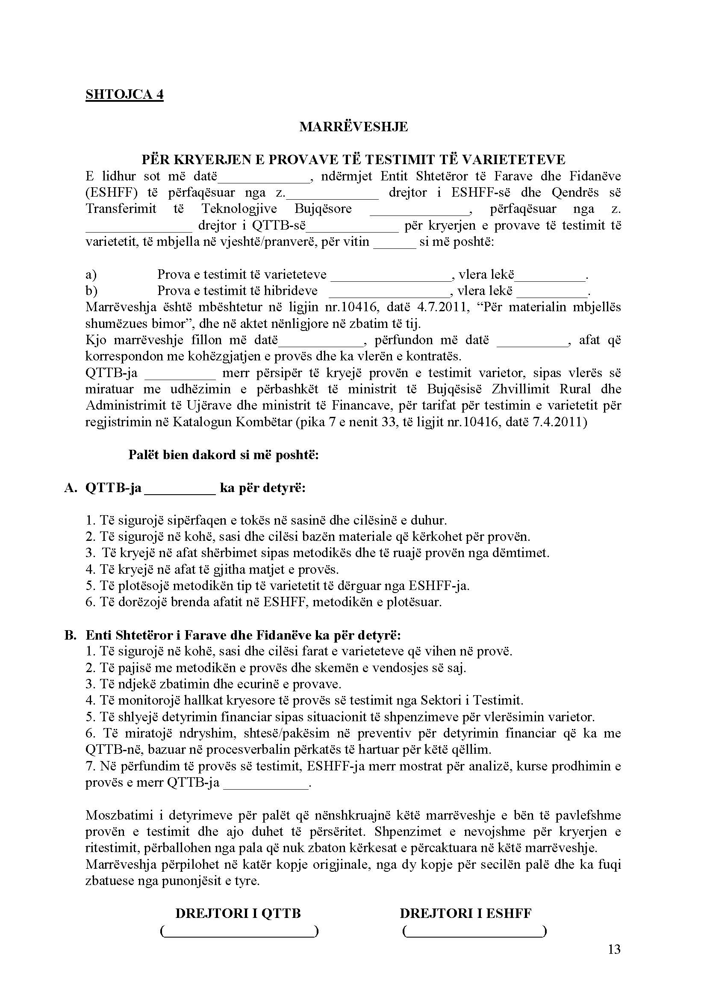 SHTOJCA 4
MARRËVESHJE
PËR KRYERJEN E PROVAVE TË TESTIMIT TË VARIETETEVE
E lidhur sot më datë_____________, ndërmjet Entit Shtetëror të Farave dhe Fidanëve
(ESHFF) të përfaqësuar nga z._____________ drejtor i ESHFF-së dhe Qendrës së
Transferimit të Teknologjive Bujqësore ______________, përfaqësuar nga z.
_______________ drejtor i QTTB-së_____________ për kryerjen e provave të testimit të
varietetit, të mbjella në vjeshtë/pranverë, për vitin ______ si më poshtë:
a) Prova e testimit të varieteteve _________________, vlera lekë__________.
b) Prova e testimit të hibrideve _________________, vlera lekë __________.
Marrëveshja është mbështetur në ligjin nr.10416, datë 4.7.2011, “Për materialin mbjellës
shumëzues bimor”, dhe në aktet nënligjore në zbatim të tij.
Kjo marrëveshje fillon më datë____________, përfundon më datë __________, afat që
korrespondon me kohëzgjatjen e provës dhe ka vlerën e kontratës.
QTTB-ja __________ merr përsipër të kryejë provën e testimit varietor, sipas vlerës së
miratuar me udhëzimin e përbashkët të ministrit të Bujqësisë Zhvillimit Rural dhe
Administrimit të Ujërave dhe ministrit të Financave, për tarifat për testimin e varietetit për
regjistrimin në Katalogun Kombëtar (pika 7 e nenit 33, të ligjit nr.10416, datë 7.4.2011)
Palët bien dakord si më poshtë:
A. QTTB-ja __________ ka për detyrë:
1. Të sigurojë sipërfaqen e tokës në sasinë dhe cilësinë e duhur.
2. Të sigurojë në kohë, sasi dhe cilësi bazën materiale që kërkohet për provën.
3. Të kryejë në afat shërbimet sipas metodikës dhe të ruajë provën nga dëmtimet.
4. Të kryejë në afat të gjitha matjet e provës.
5. Të plotësojë metodikën tip të varietetit të dërguar nga ESHFF-ja.
6. Të dorëzojë brenda afatit në ESHFF, metodikën e plotësuar.
B. Enti Shtetëror i Farave dhe Fidanëve ka për detyrë:
1. Të sigurojë në kohë, sasi dhe cilësi farat e varieteteve që vihen në provë.
2. Të pajisë me metodikën e provës dhe skemën e vendosjes së saj.
3. Të ndjekë zbatimin dhe ecurinë e provave.
4. Të monitorojë hallkat kryesore të provës së testimit nga Sektori i Testimit.
5. Të shlyejë detyrimin financiar sipas situacionit të shpenzimeve për vlerësimin varietor.
6. Të miratojë ndryshim, shtesë/pakësim në preventiv për detyrimin financiar që ka me
QTTB-në, bazuar në procesverbalin përkatës të hartuar për këtë qëllim.
7. Në përfundim të provës së testimit, ESHFF-ja merr mostrat për analizë, kurse prodhimin e
provës e merr QTTB-ja ____________.
Moszbatimi i detyrimeve për palët që nënshkruajnë këtë marrëveshje e bën të pavlefshme
provën e testimit dhe ajo duhet të përsëritet. Shpenzimet e nevojshme për kryerjen e
ritestimit, përballohen nga pala që nuk zbaton kërkesat e përcaktuara në këtë marrëveshje.
Marrëveshja përpilohet në katër kopje origjinale, nga dy kopje për secilën palë dhe ka fuqi
zbatuese nga punonjësit e tyre.
DREJTORI I QTTB DREJTORI I ESHFF
(_____________________) (___________________)
13